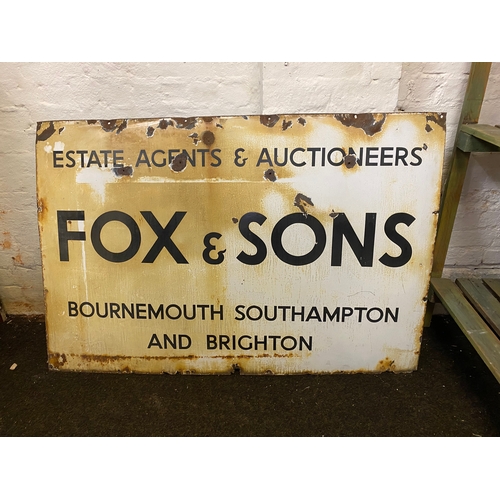 ESTATE AGENTS & AUCTIONEERS
FOX & SONS
BOURNEMOUTH SOUTHAMPTON
AND BRIGHTON